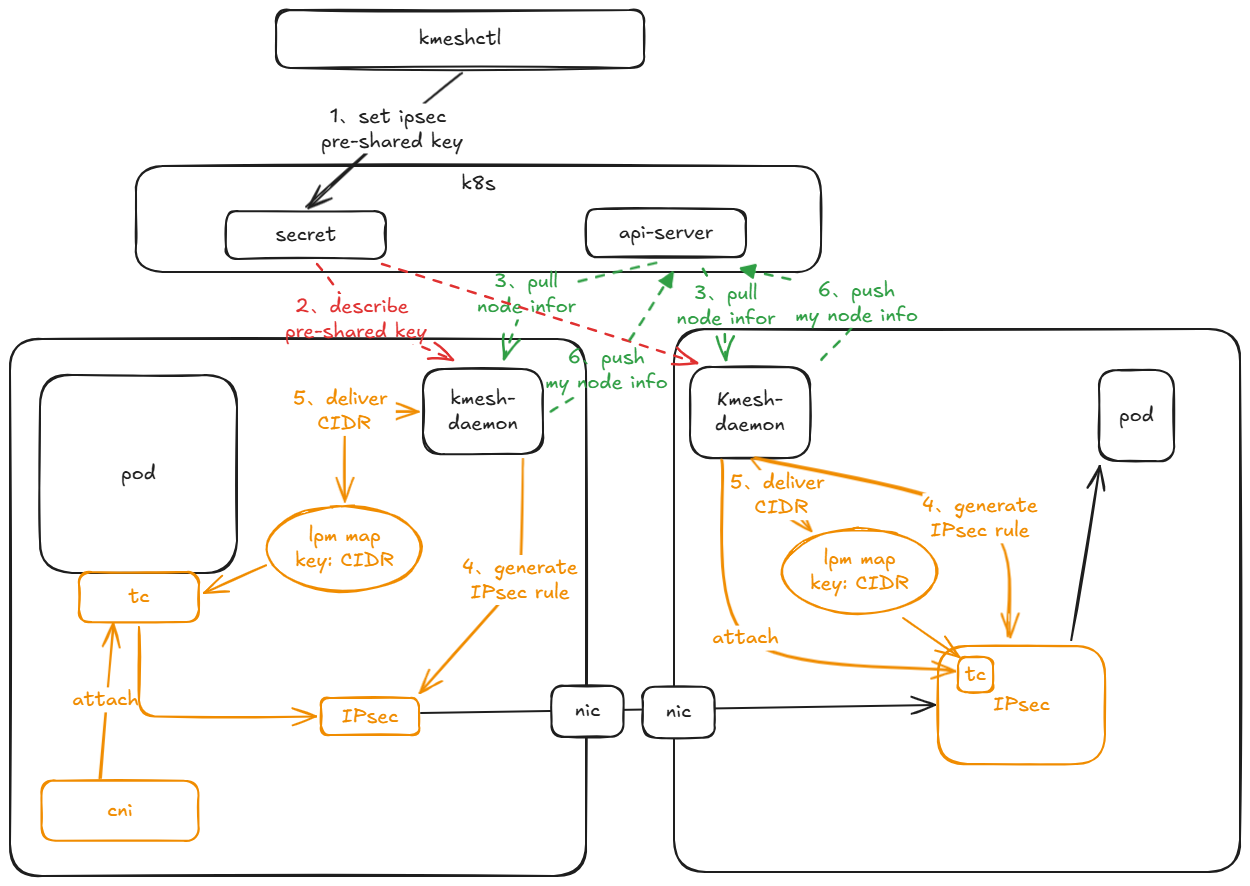 kmeshctl
1、set ipsec
pre-shared key
k8s
secret
api-server
3、pull
node infor
3、pull
node infor
6、push
my node info
2、describe
pre-shared key
6、push
my node info
5、deliver
CIDR
kmesh-
daemon
Kmesh-
daemon
pod
pod
5、deliver
CIDR
4、generate
IPsec rule
lpm map
key: CIDR
lpm map
key: CIDR
4、generate
IPsec rule
tc
attach
attach
tc
IPsec
IPsec
nic
nic
cni